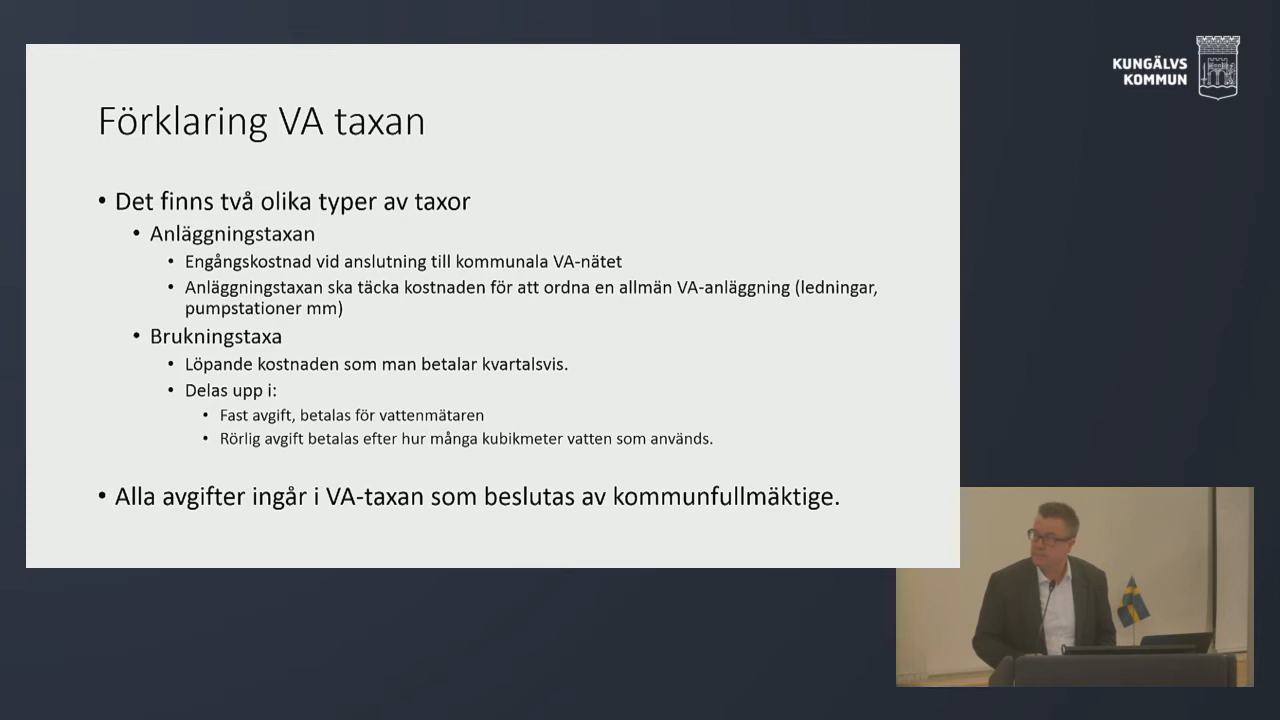 KUNGÄLVS
KOMMUN
Förklaring VA taxan
• Det finns två olika typer av taxor
• Anläggningstaxan
• Engångskostnad vid anslutning till kommunala VA-nätet
• Anläggningstaxan ska täcka kostnaden för att ordna en allmän VA-anläggning (ledningar,
pumpstationer mm)
• Brukningstaxa
• Löpande kostnaden som man betalar kvartalsvis.
• Delas upp i:
• Fast avgift, betalas för vattenmätaren
• Rörlig avgift betalas efter hur många kubikmeter vatten som används.
• Alla avgifter ingår i VA-taxan som beslutas av kommunfullmäktige.